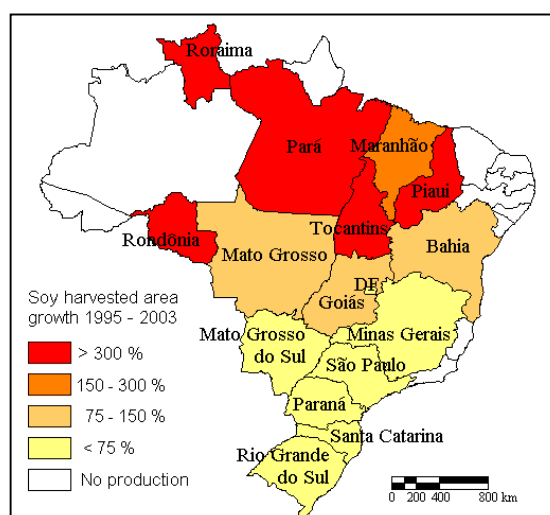 Roraima
Pará
Maranhão
Piaui
Tocantins
Rondônia
Mato Grosso
Bahia
DF
Goiás
Mato Grosso
do Sul
Minas Gerais
São Paulo
Paraná
Santa Catarina
Rio Grande
do Sul
Soy harvested area
growth 1995 - 2003
> 300 %
150 - 300 %
75 - 150 %
< 75 %
No production
0 200 400 800 km